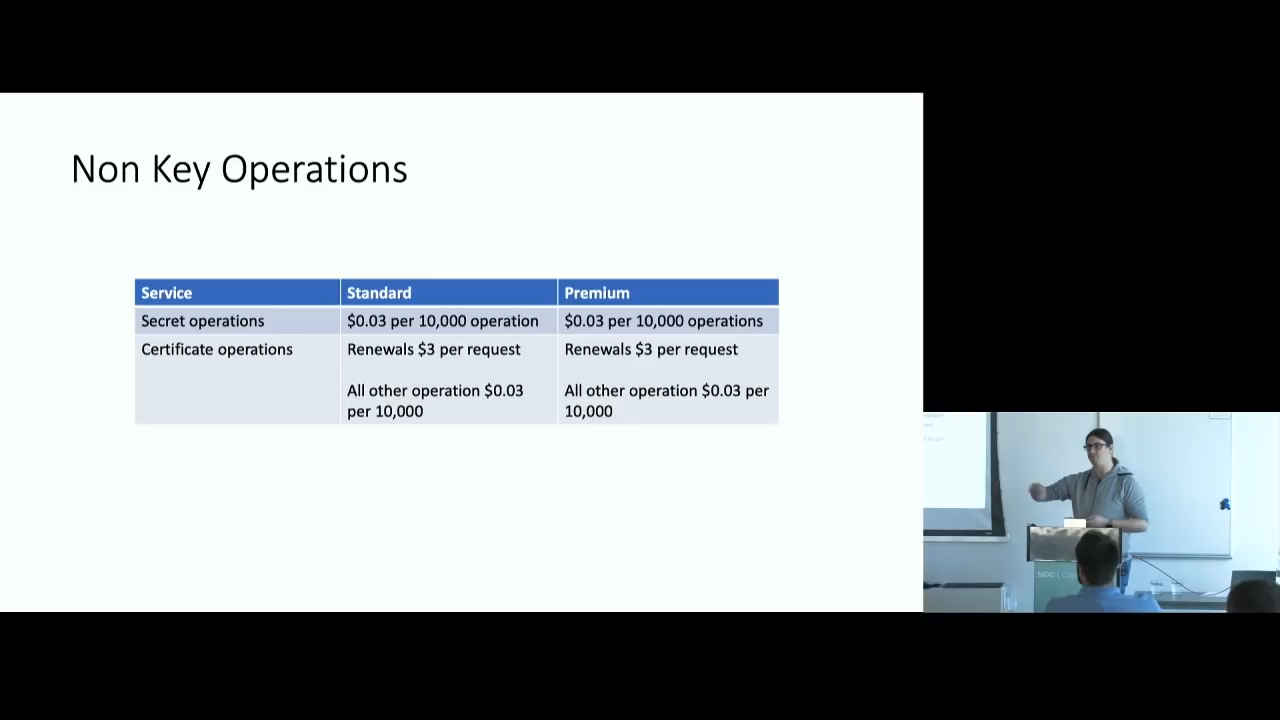 Non Key Operations
Service Standard Premium
Secret operations $0.03 per 10,000 operation $0.03 per 10,000 operations
Certificate operations Renewals $3 per request Renewals $3 per request
All other operation $0.03 All other operation $0.03 per
per 10,000 10,000
NDC